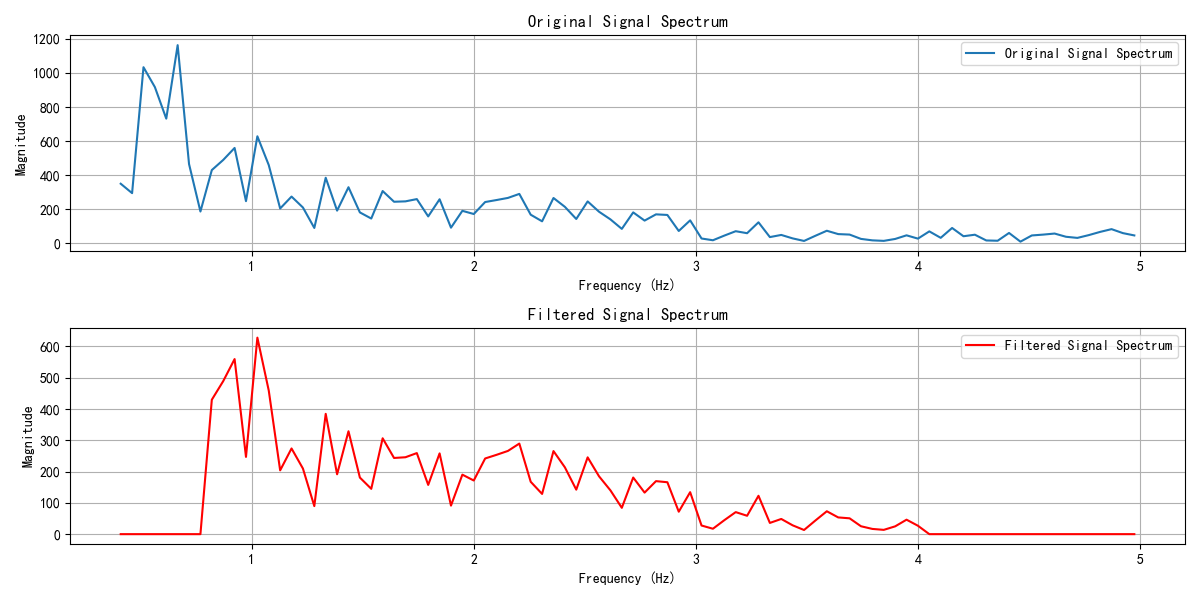 Original Signal Spectrum
1200
1000
800
600
400
200
0
Magnitude
Original Signal Spectrum
1 2 3 4 5
Frequency (Hz)
Filtered Signal Spectrum
600
500
400
300
200
100
0
Magnitude
Filtered Signal Spectrum
1 2 3 4 5
Frequency (Hz)